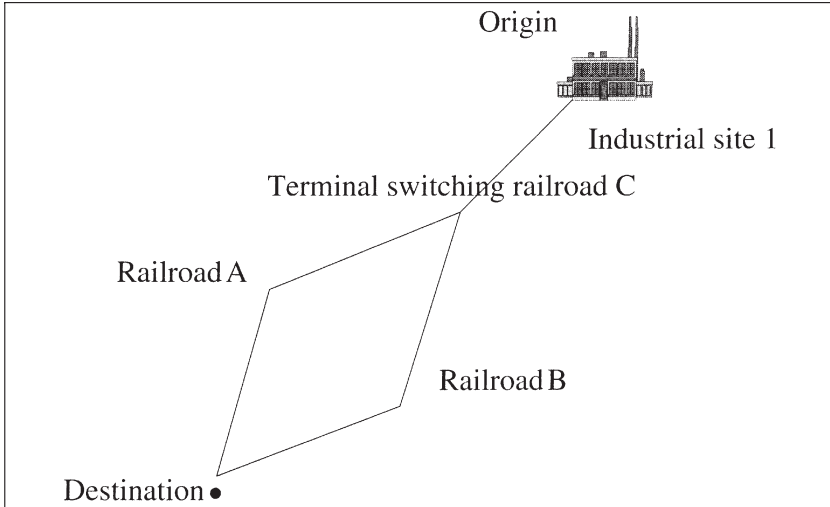 Origin
Industrial site 1
Terminal switching railroad C
Railroad A
Railroad B
Destination